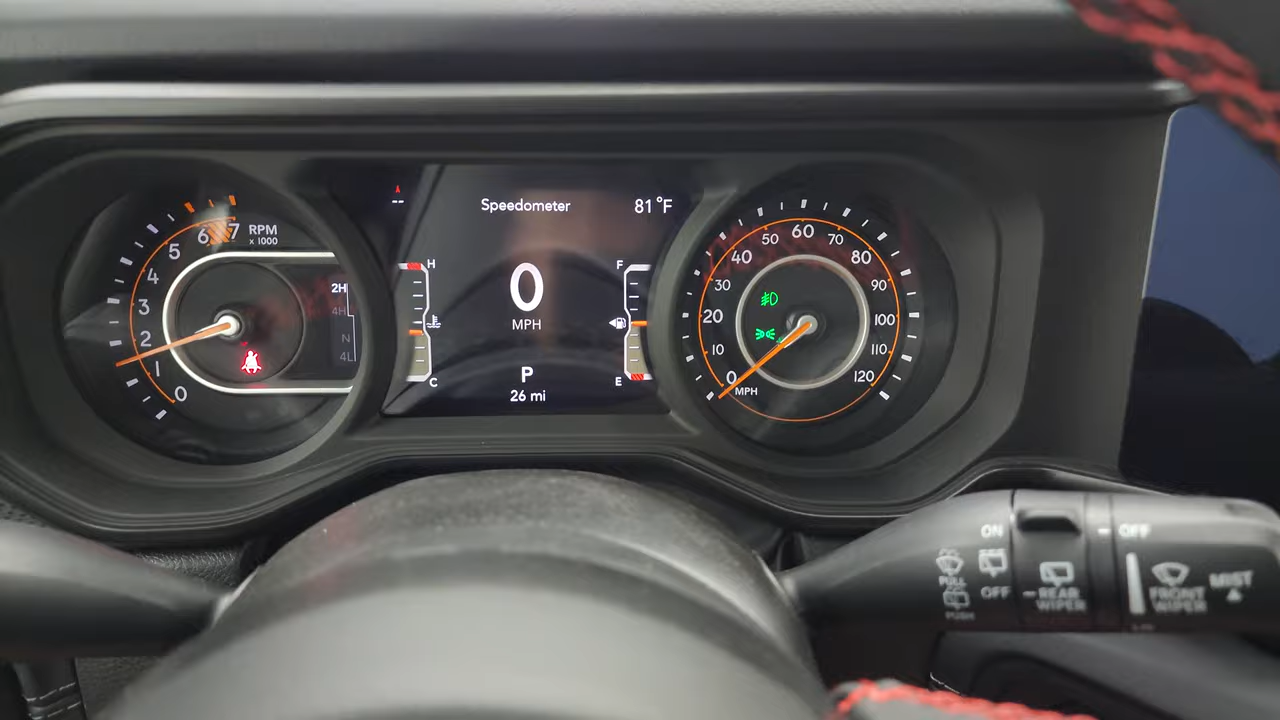 7
6
5
4
3
2
1
0
RPM
x 1000
2H
4H
N
4L
--
H
C
Speedometer
81°F
0
MPH
P
26 mi
F
E
0
10
20
30
40
50
60
70
80
90
100
110
120
MPH
ON
OFF
PULL
PUSH
OFF
REAR
WIPER
FRONT
WIPER
MIST